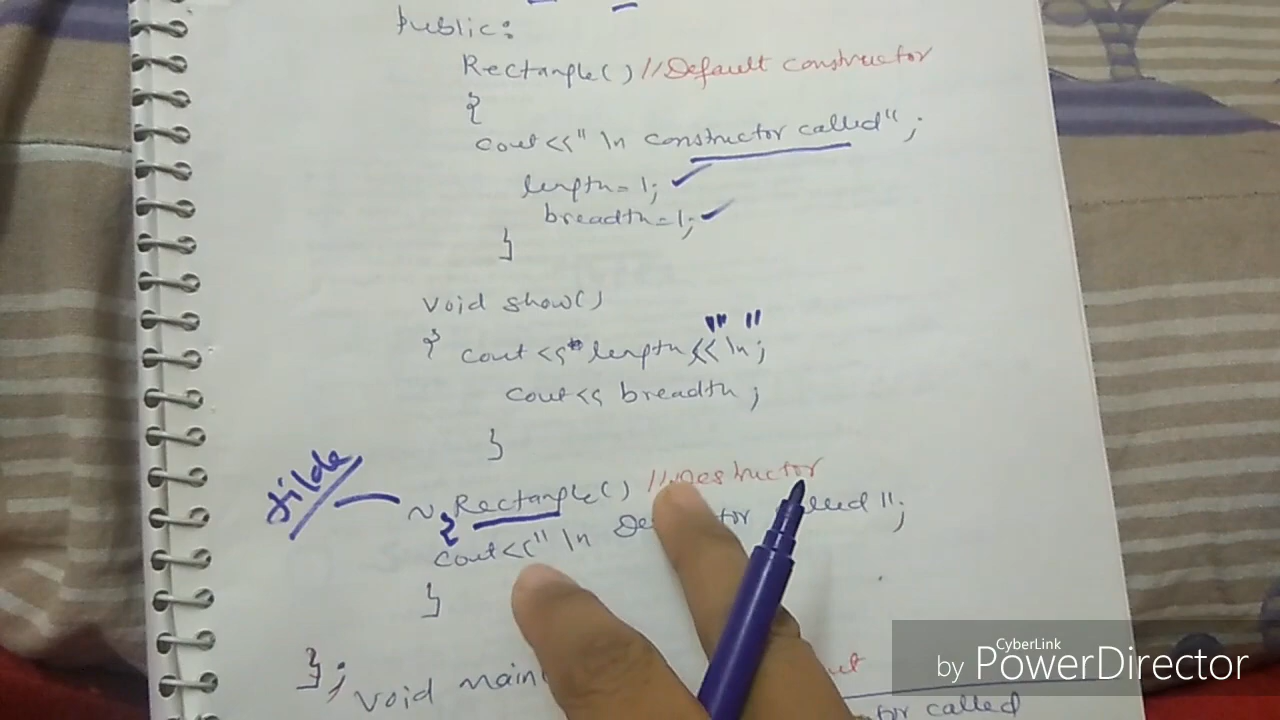 public:
Rectangle() //Default constructor
{
cout<<" \n constructor called";
length=1;
breadth=1;
}
void show()
{ cout<< length << "\n";
cout<< breadth;
}
tilde
~Rectangle() //Destructor
{
cout<<" \n
}
};
void main
called
CyberLink
by PowerDirector